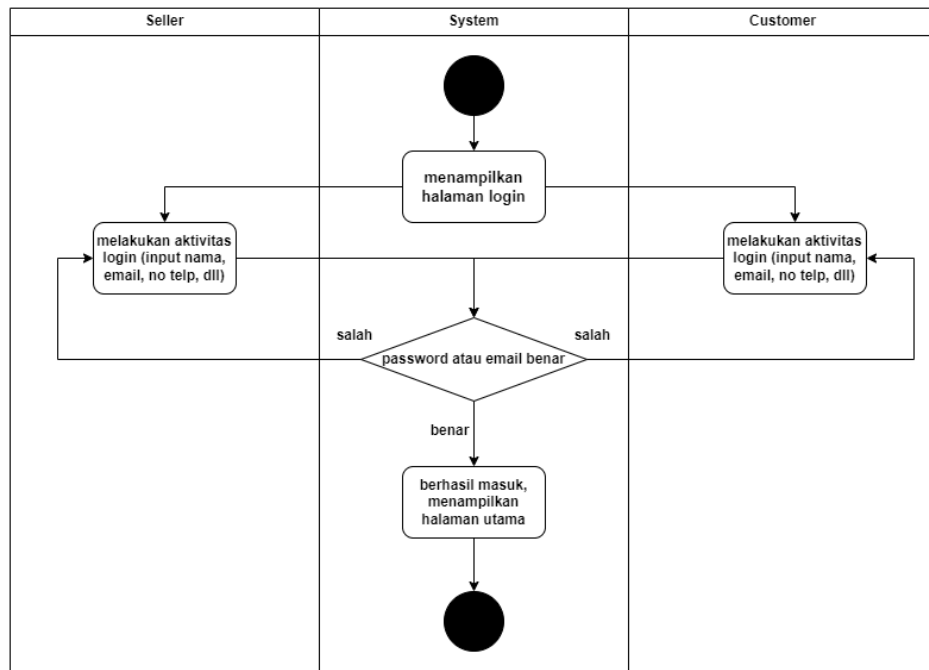 Seller
System
Customer
menampilkan
halaman login
melakukan aktivitas
login (input nama,
email, no telp, dll)
melakukan aktivitas
login (input nama,
email, no telp, dll)
salah
salah
password atau email benar
benar
berhasil masuk,
menampilkan
halaman utama